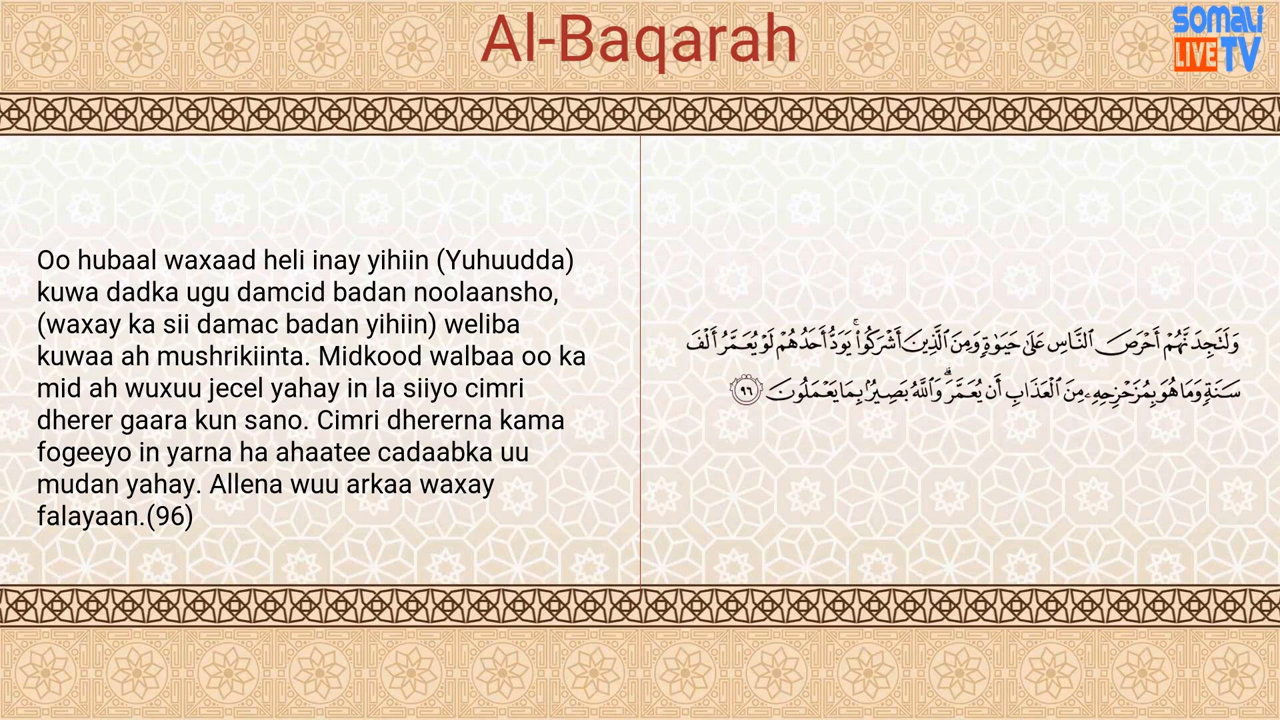 Al-Baqarah
SOMALI
LIVE TV
Oo hubaal waxaad heli inay yihiin (Yuhuudda)
kuwa dadka ugu damcid badan noolaansho,
(waxay ka sii damac badan yihiin) weliba
kuwaa ah mushrikiinta. Midkood walbaa oo ka
mid ah wuxuu jecel yahay in la siiyo cimri
dherer gaara kun sano. Cimri dhererna kama
fogeeyo in yarna ha ahaatee cadaabka uu
mudan yahay. Allena wuu arkaa waxay
falayaan.(96)
وَلَتَجِدَنَّهُمْ أَحْرَصَ ٱلنَّاسِ عَلَىٰ حَيَوٰةٍ وَمِنَ ٱلَّذِينَ أَشْرَكُوا۟ ۚ يَوَدُّ أَحَدُهُمْ لَوْ يُعَمَّرُ أَلْفَ
سَنَةٍ وَمَا هُوَ بِمُزَحْزِحِهِۦ مِنَ ٱلْعَذَابِ أَن يُعَمَّرَ ۗ وَٱللَّهُ بَصِيرٌۢ بِمَا يَعْمَلُونَ ٩٦